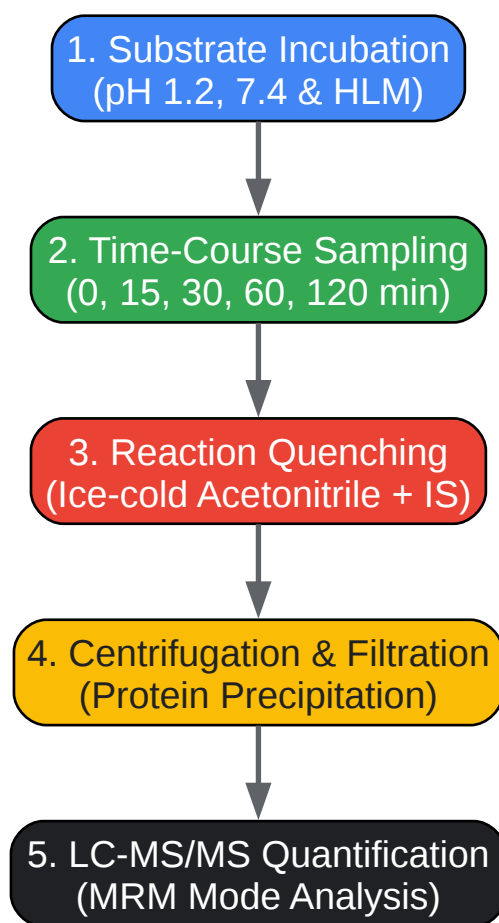 1. Substrate Incubation
(pH 1.2, 7.4 & HLM)
2. Time-Course Sampling
(0, 15, 30, 60, 120 min)
3. Reaction Quenching
(Ice-cold Acetonitrile + IS)
4. Centrifugation & Filtration
(Protein Precipitation)
5. LC-MS/MS Quantification
(MRM Mode Analysis)